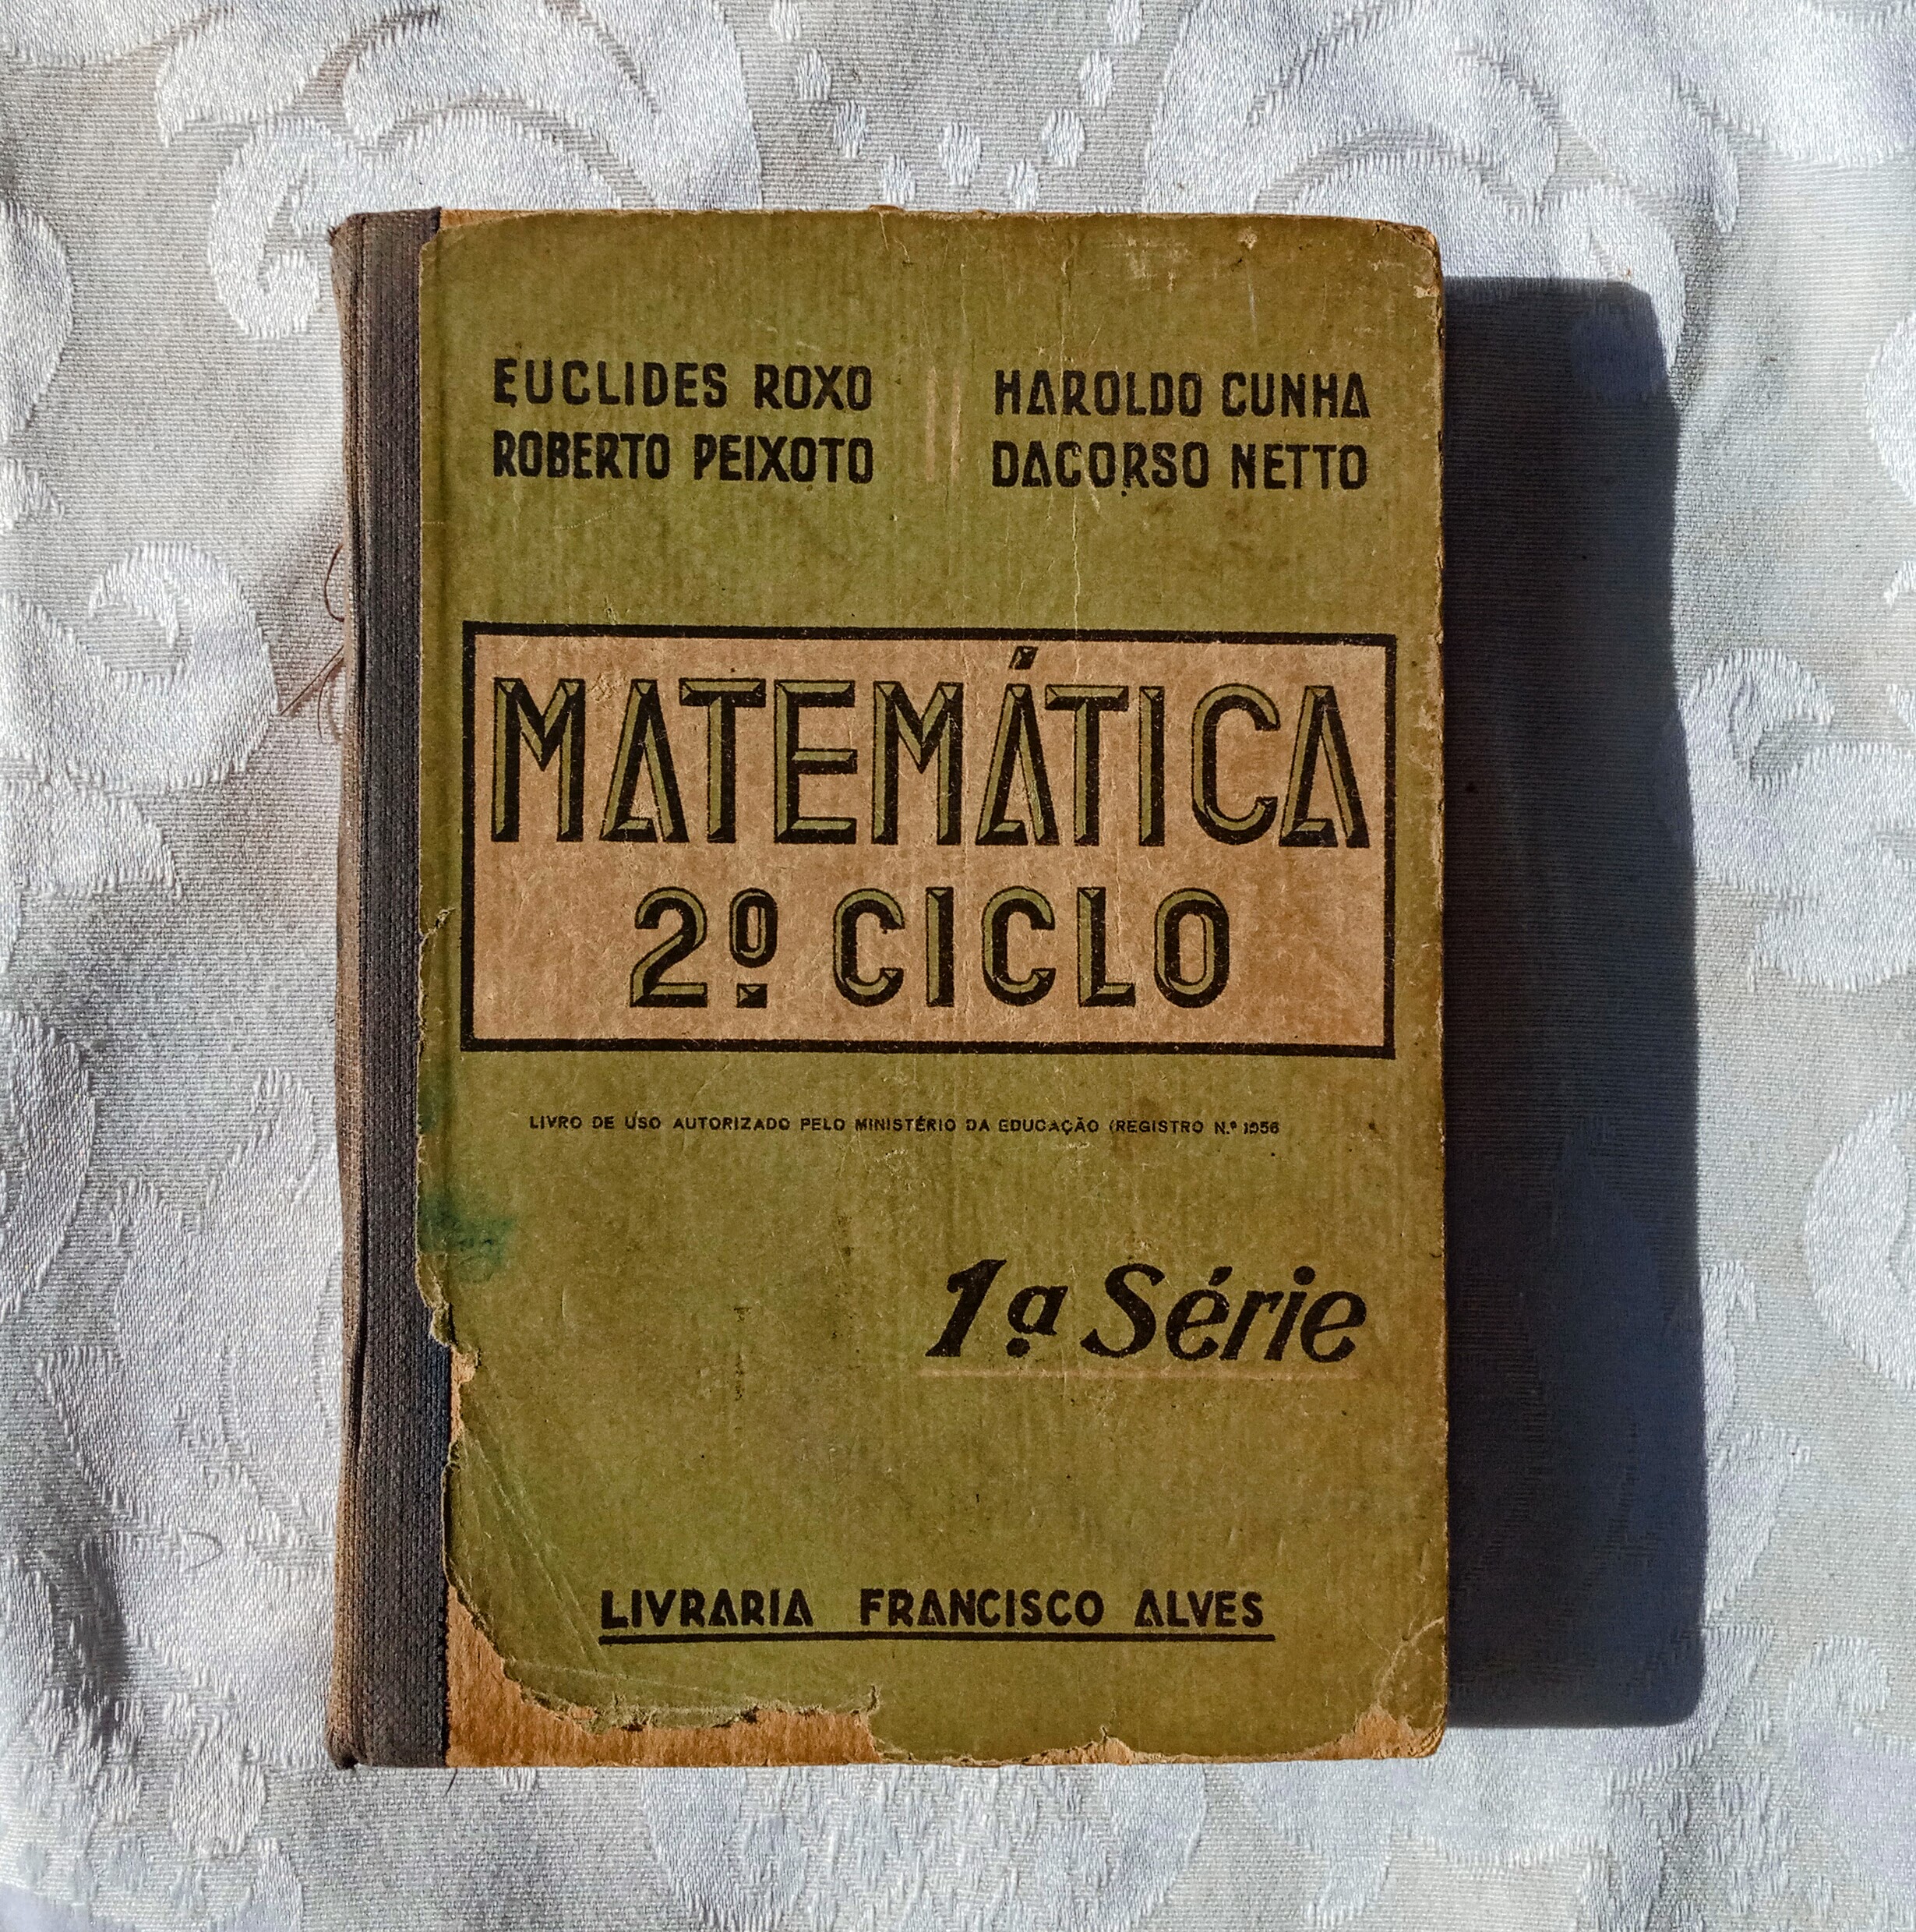 EUCLIDES ROXO
ROBERTO PEIXOTO
HAROLDO CUNHA
DACORSO NETTO
MATEMÁTICA
2º CICLO
LIVRO DE USO AUTORIZADO PELO MINISTÉRIO DA EDUCAÇÃO (REGISTRO N.º 1956
1ª Série
LIVRARIA FRANCISCO ALVES